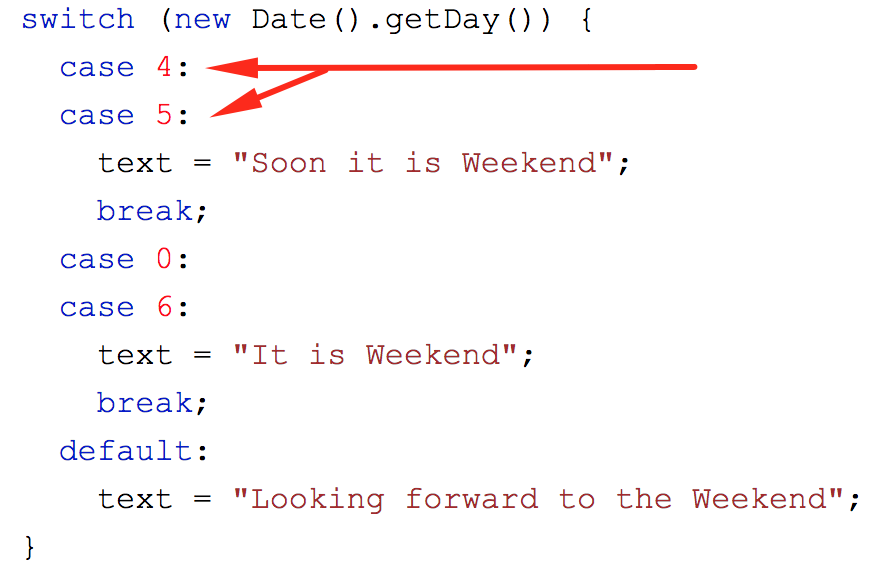 switch (new Date().getDay()) {
  case 4:
  case 5:
    text = "Soon it is Weekend";
    break;
  case 0:
  case 6:
    text = "It is Weekend";
    break;
  default:
    text = "Looking forward to the Weekend";
}